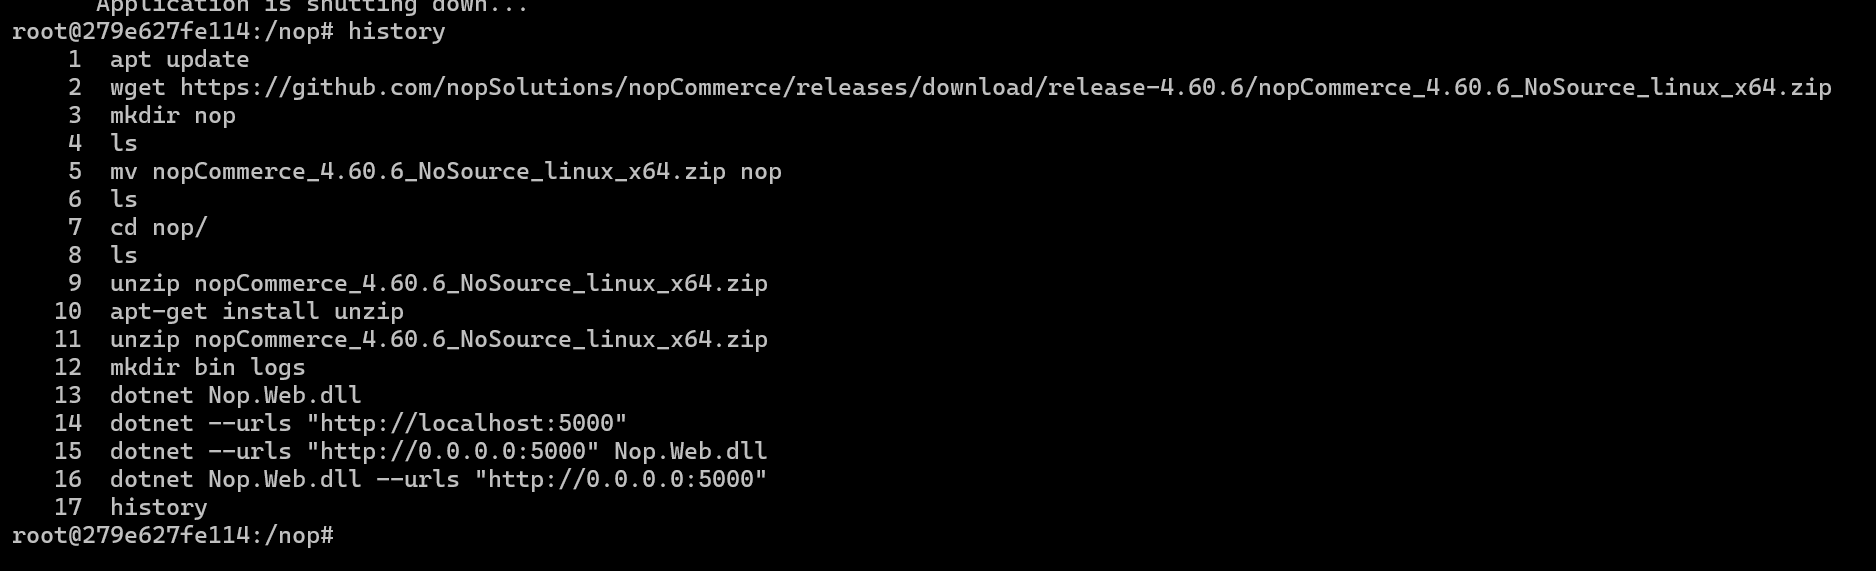 Application is shutting down...
root@279e627fe114:/nop# history
    1  apt update
    2  wget https://github.com/nopSolutions/nopCommerce/releases/download/release-4.60.6/nopCommerce_4.60.6_NoSource_linux_x64.zip
    3  mkdir nop
    4  ls
    5  mv nopCommerce_4.60.6_NoSource_linux_x64.zip nop
    6  ls
    7  cd nop/
    8  ls
    9  unzip nopCommerce_4.60.6_NoSource_linux_x64.zip
   10  apt-get install unzip
   11  unzip nopCommerce_4.60.6_NoSource_linux_x64.zip
   12  mkdir bin logs
   13  dotnet Nop.Web.dll
   14  dotnet --urls "http://localhost:5000"
   15  dotnet --urls "http://0.0.0.0:5000" Nop.Web.dll
   16  dotnet Nop.Web.dll --urls "http://0.0.0.0:5000"
   17  history
root@279e627fe114:/nop#